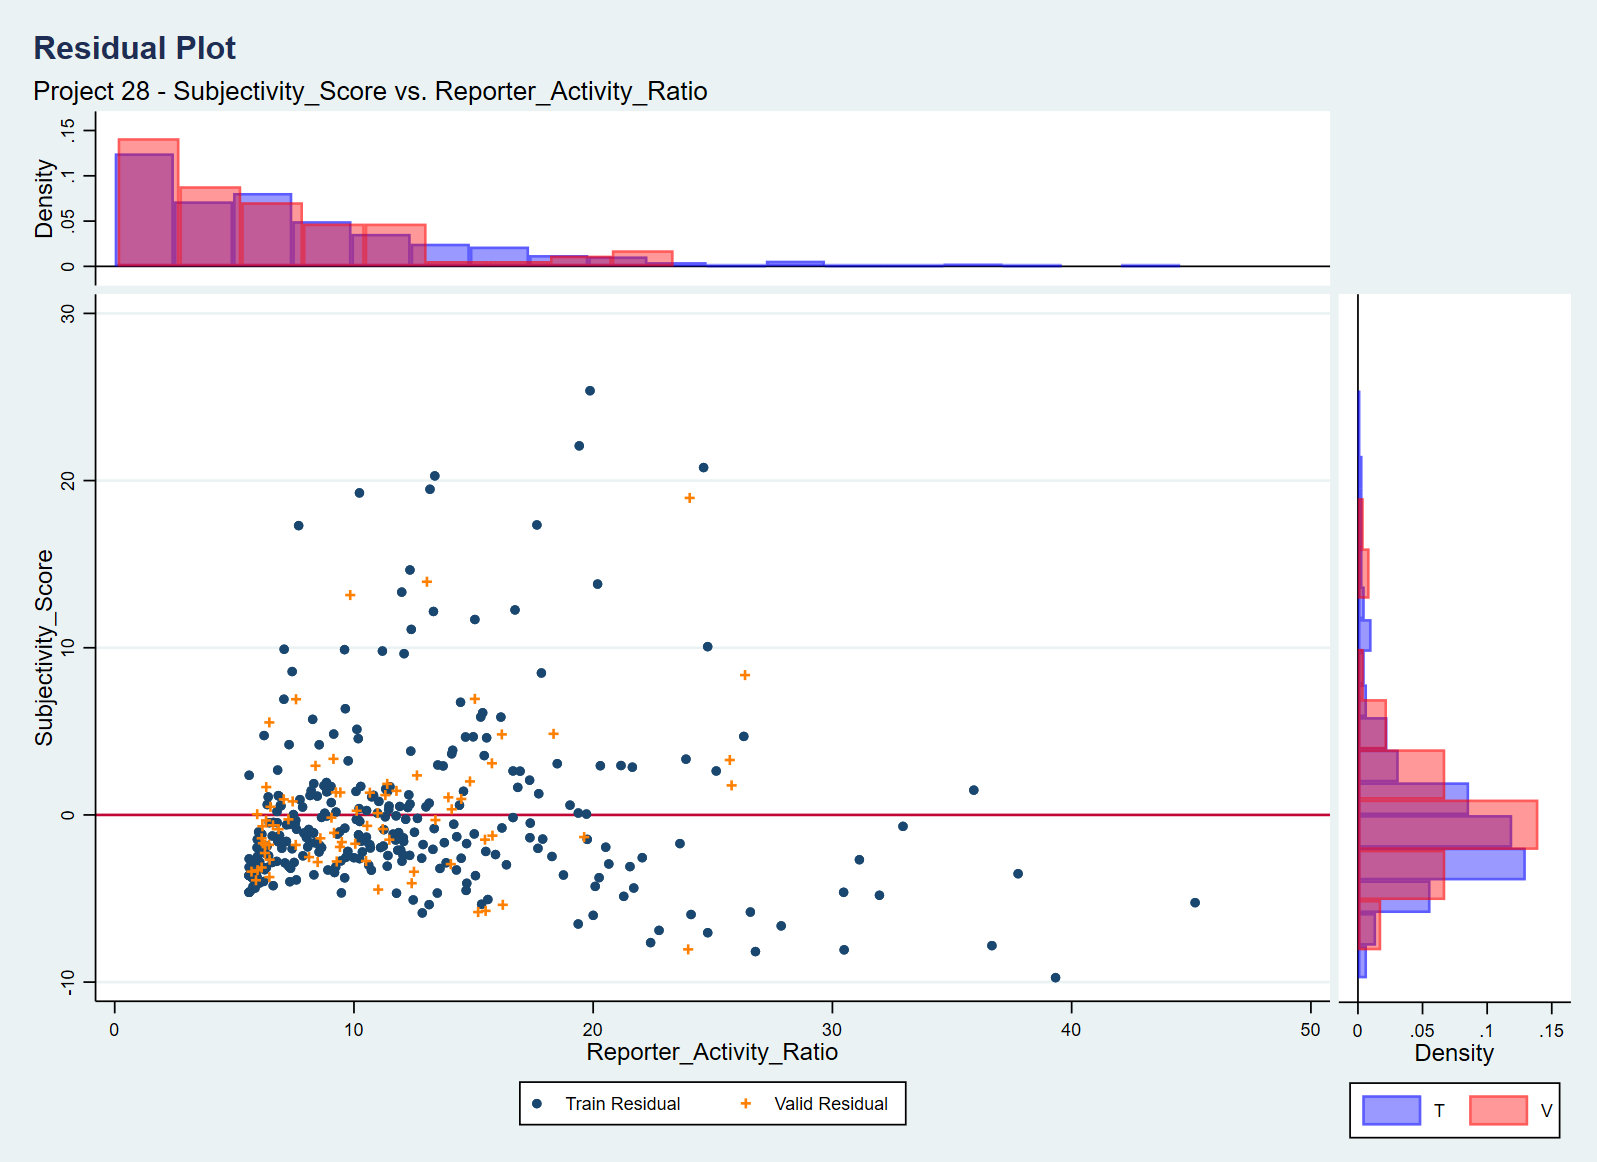 Residual Plot
Project 28 - Subjectivity_Score vs. Reporter_Activity_Ratio
Density
0 .05 .1 .15
Subjectivity_Score
-10 0 10 20 30
0 10 20 30 40 50
Reporter_Activity_Ratio
0 .05 .1 .15
Density
Train Residual Valid Residual
T V